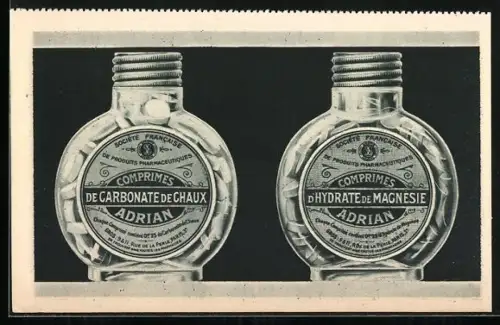 SOCIÉTÉ FRANÇAISE
DE PRODUITS PHARMACEUTIQUES
COMPRIMÉS
DE CARBONATE DE CHAUX
ADRIAN
SOCIÉTÉ FRANÇAISE
DE PRODUITS PHARMACEUTIQUES
COMPRIMÉS
D'HYDRATE DE MAGNÉSIE
ADRIAN